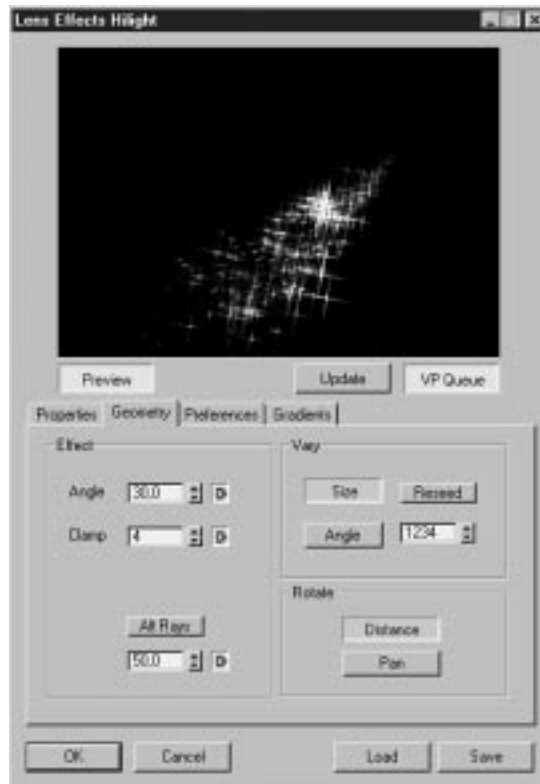 Lens Effects Hilight
Preview
Update
VP Queue
Properties
Geometry
Preferences
Gradients
Effect
Angle
30.0
Clamp
4
Alt Rays
50.0
Vary
Size
Reseed
Angle
1234
Rotate
Distance
Pan
OK
Cancel
Load
Save